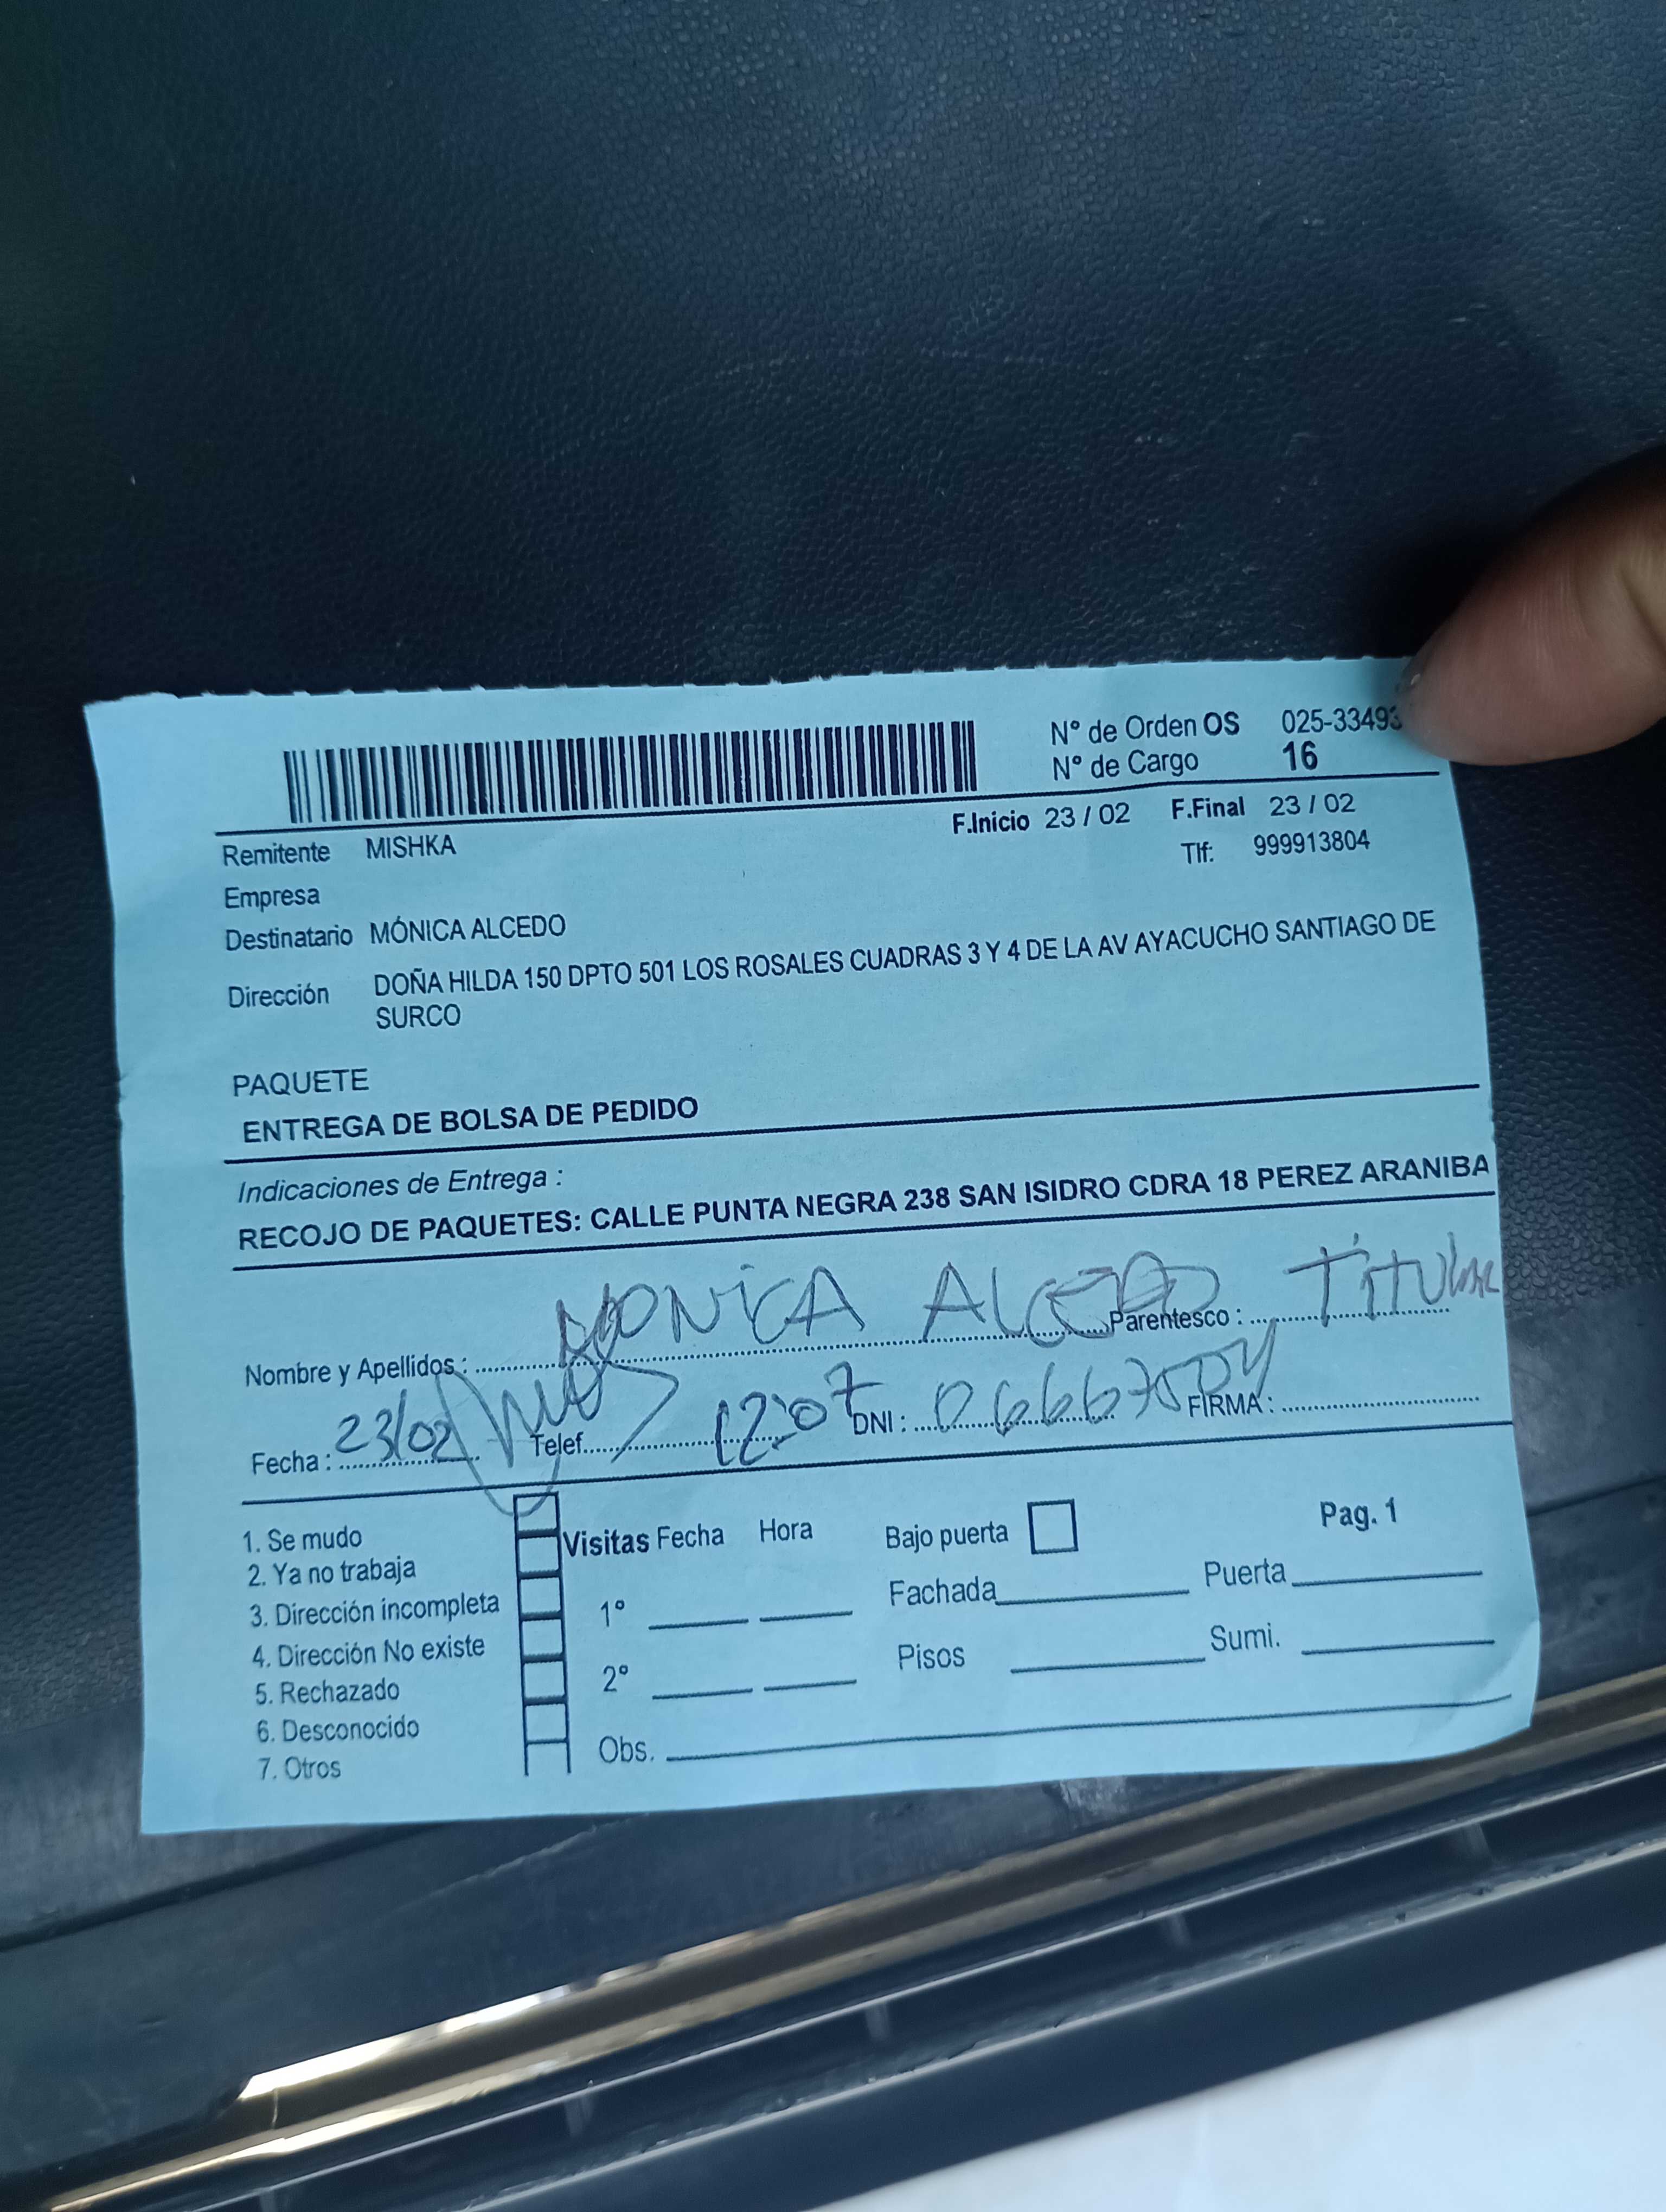 N° de Orden OS 025-33493
N° de Cargo 16
F.Inicio 23 / 02 F.Final 23 / 02
Remitente MISHKA
Tlf: 999913804
Empresa
Destinatario MÓNICA ALCEDO
Dirección DOÑA HILDA 150 DPTO 501 LOS ROSALES CUADRAS 3 Y 4 DE LA AV AYACUCHO SANTIAGO DE
SURCO
PAQUETE
ENTREGA DE BOLSA DE PEDIDO
Indicaciones de Entrega :
RECOJO DE PAQUETES: CALLE PUNTA NEGRA 238 SAN ISIDRO CDRA 18 PEREZ ARANIBA
Nombre y Apellidos : MONICA ALCEDO Parentesco : TITULAR
Fecha : 23/02 Telef. 12:07 DNI : FIRMA :
1. Se mudo
2. Ya no trabaja
3. Dirección incompleta
4. Dirección No existe
5. Rechazado
6. Desconocido
7. Otros
Visitas Fecha Hora
1°
2°
Obs.
Bajo puerta
Fachada
Pisos
Pag. 1
Puerta
Sumi.